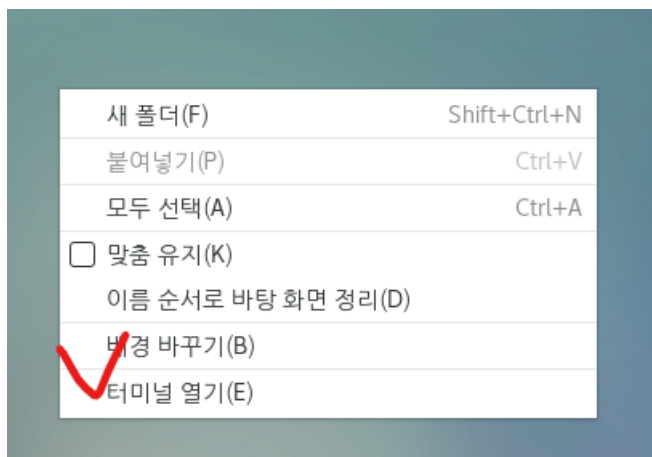 새 폴더(F) Shift+Ctrl+N
붙여넣기(P) Ctrl+V
모두 선택(A) Ctrl+A
맞춤 유지(K)
이름 순서로 바탕 화면 정리(D)
배경 바꾸기(B)
터미널 열기(E)